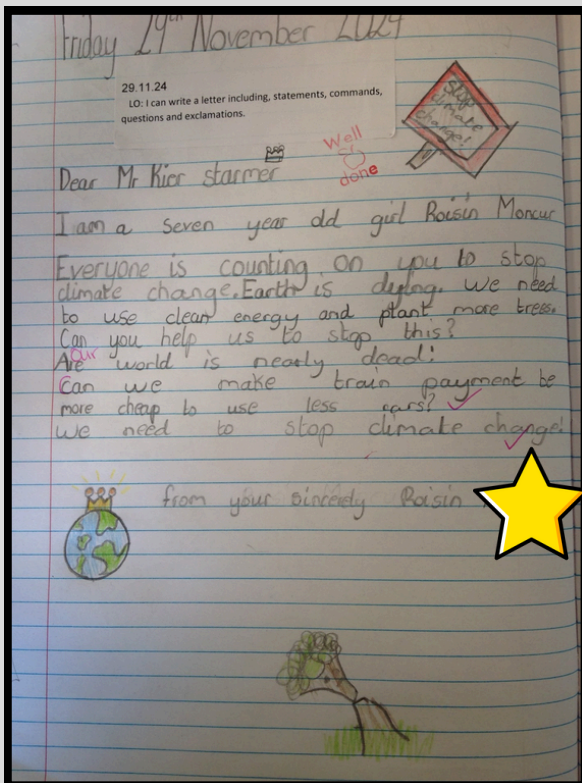 Friday 29th November 2024
29.11.24
LO: I can write a letter including, statements, commands,
questions and exclamations.
Stop
climate
change!
Well
done
Dear Mr Kier starmer
I am a seven year old girl Roisin Moncur
Everyone is counting on you to stop
climate change. Earth is dying. we need
to use clean energy and plant more trees.
Can you help us to stop this?
Are Our world is nearly dead!
Can we make train payment be
more cheap to use less cars?
we need to stop climate change!
from your sincerely Roisin